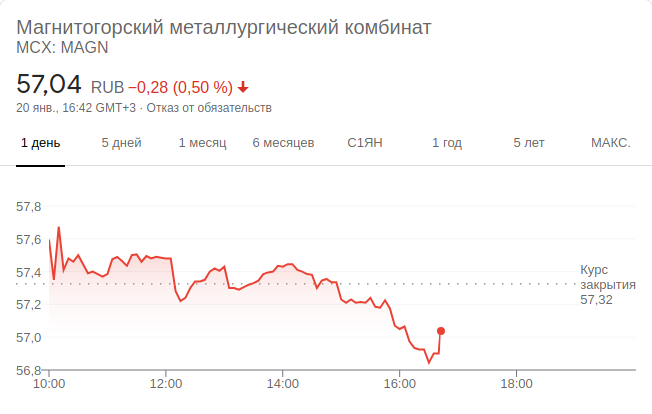 Магнитогорский металлургический комбинат
MCX: MAGN
57,04 RUB −0,28 (0,50 %)
20 янв., 16:42 GMT+3 · Отказ от обязательств
1 день 5 дней 1 месяц 6 месяцев С1ЯН 1 год 5 лет МАКС.
57,8
57,6
57,4
57,2
57,0
56,8
Курс
закрытия
57,32
10:00 12:00 14:00 16:00 18:00